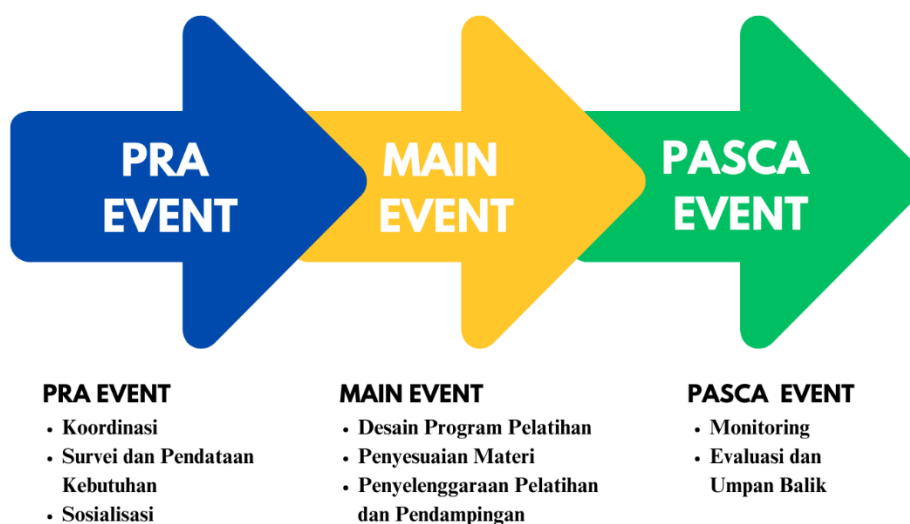 PRA
EVENT
MAIN
EVENT
PASCA
EVENT
PRA EVENT
• Koordinasi
• Survei dan Pendataan
Kebutuhan
• Sosialisasi
MAIN EVENT
• Desain Program Pelatihan
• Penyesuaian Materi
• Penyelenggaraan Pelatihan
dan Pendampingan
PASCA EVENT
• Monitoring
• Evaluasi dan
Umpan Balik